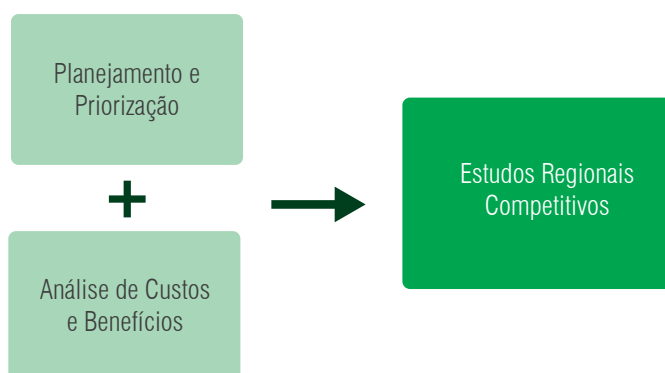 Planejamento e
Priorização
+
Análise de Custos
e Benefícios
Estudos Regionais
Competitivos